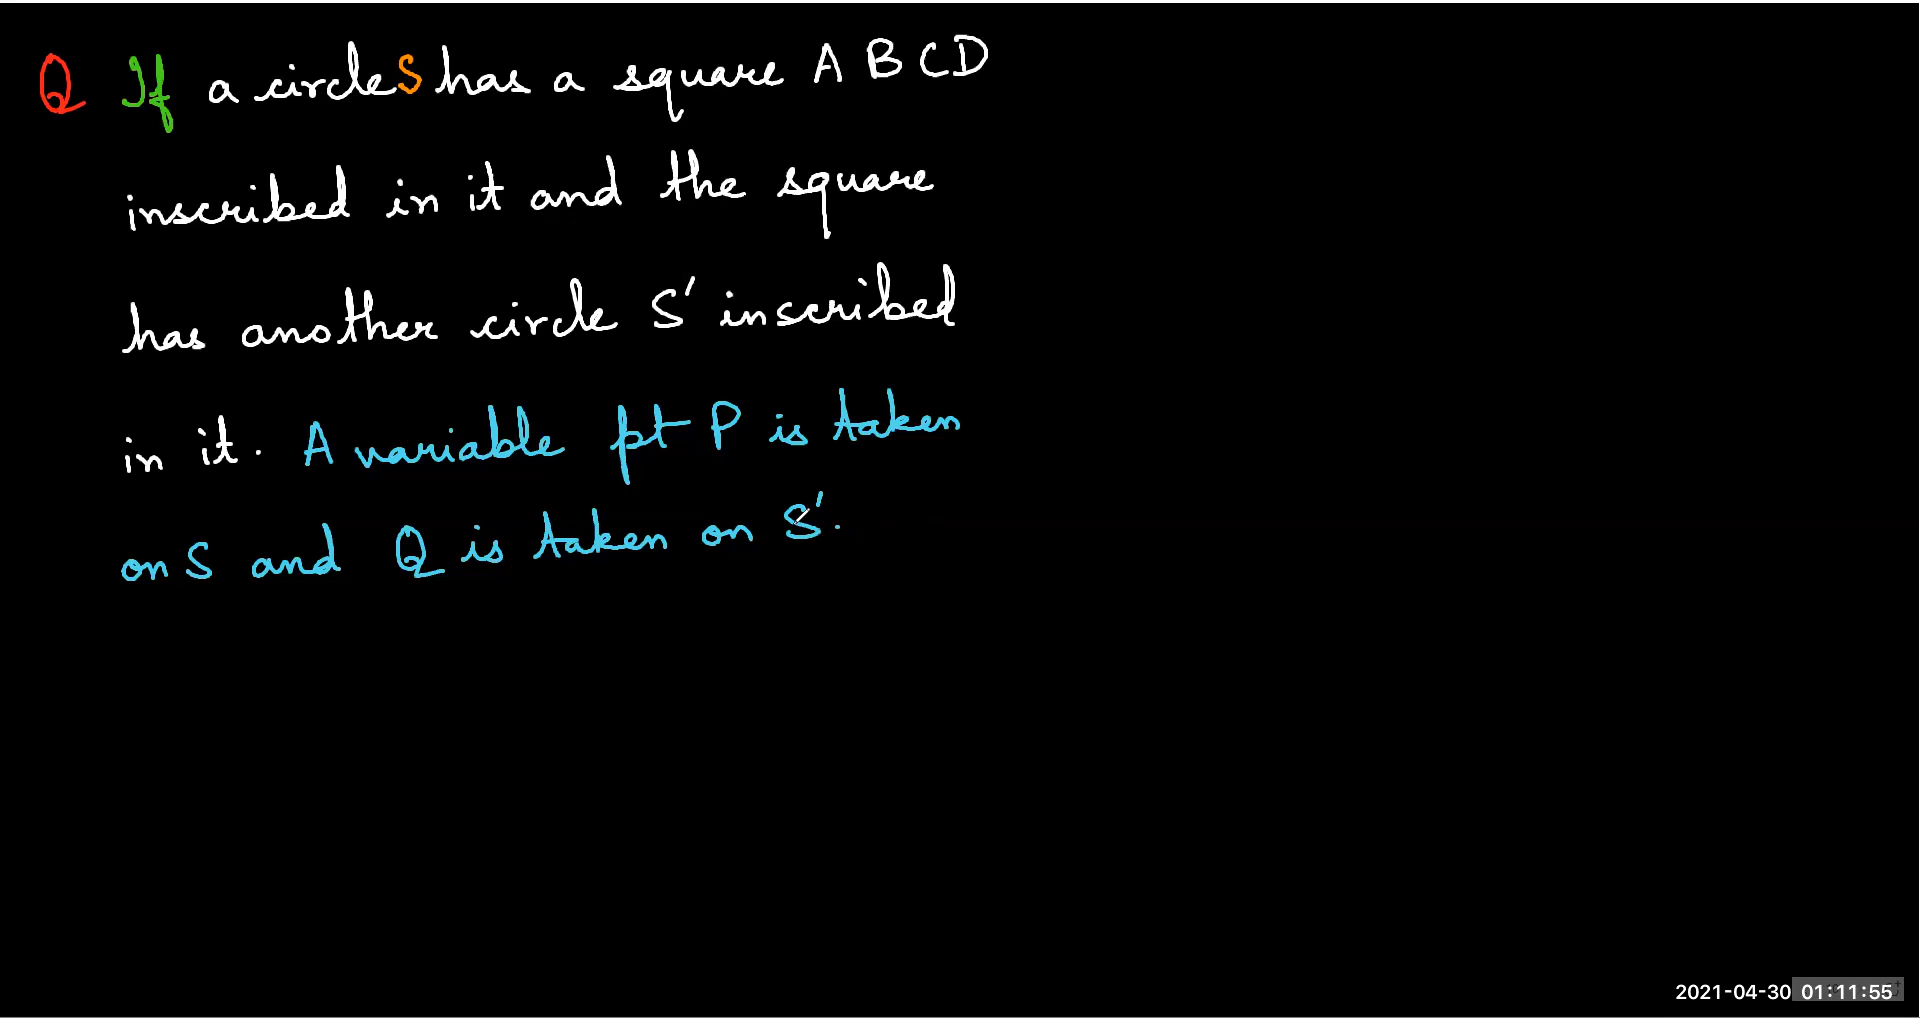 Q If a circle S has a square A B C D
inscribed in it and the square
has another circle S' inscribed
in it. A variable pt P is taken
on S and Q is taken on S'.
2021-04-30 01:11:55